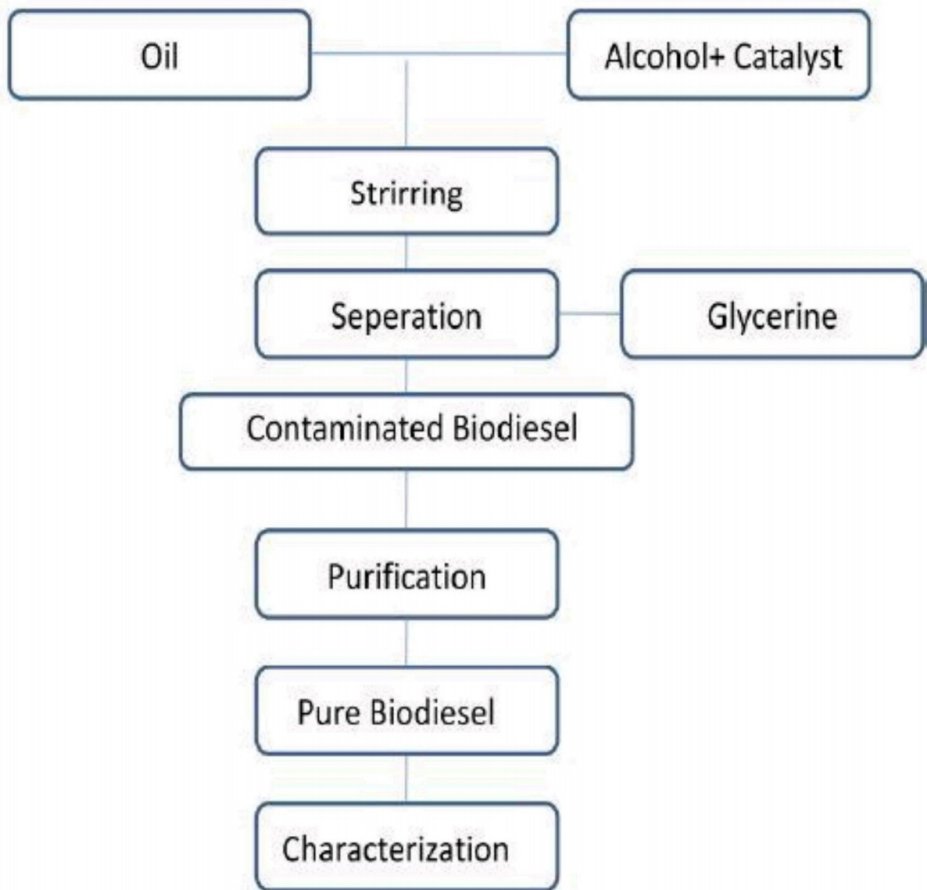 Oil
Alcohol+ Catalyst
Strirring
Seperation
Glycerine
Contaminated Biodiesel
Purification
Pure Biodiesel
Characterization